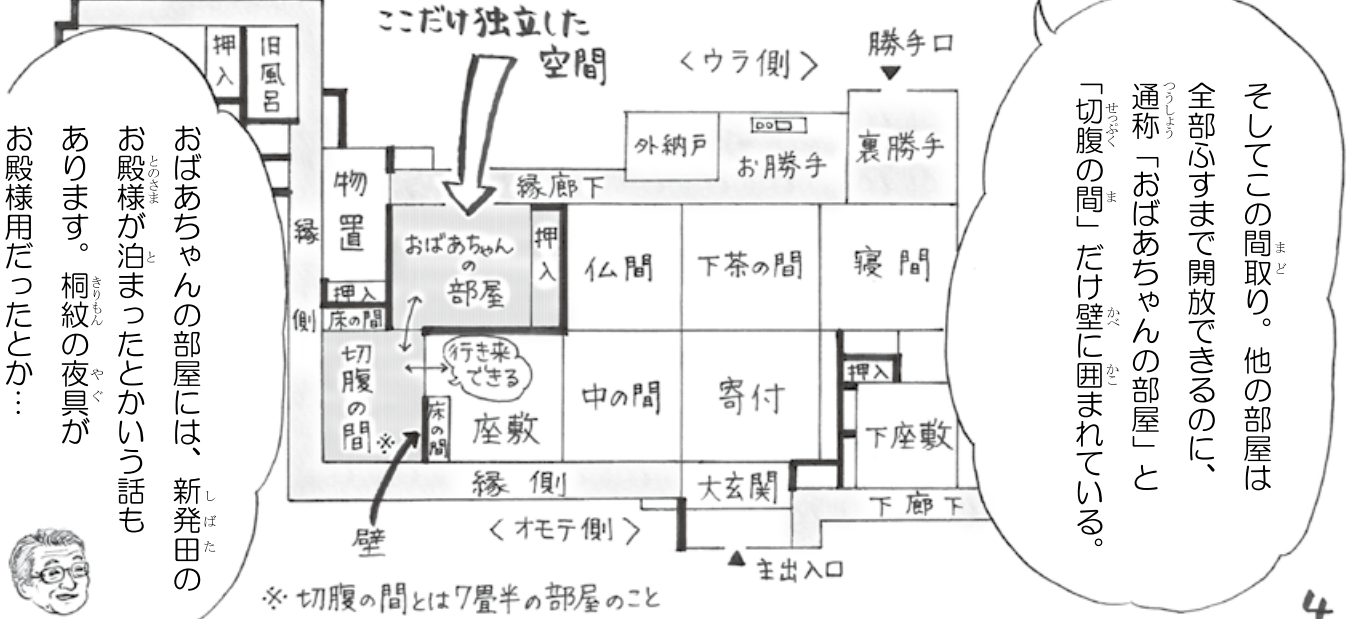 そしてこの間取り。他の部屋は
全部ふすまで開放できるのに、
通称「おばあちゃんの部屋」と
「切腹の間」だけ壁に囲まれている。
ここだけ独立した
空間
〈ウラ側〉
勝手口
押入
旧風呂
外納戸
お勝手
裏勝手
縁廊下
物置
押入
床の間
縁側
おばあちゃん
の
部屋
押入
仏間
下茶の間
寝間
切腹の間
※
行き来
できる
床の間
座敷
中の間
寄付
押入
下座敷
縁側
大玄関
下廊下
壁
〈オモテ側〉
主出入口
※切腹の間とは7畳半の部屋のこと
おばあちゃんの部屋には、新発田の
お殿様が泊まったとかいう話も
あります。桐紋の夜具が
お殿様用だったとか…
4